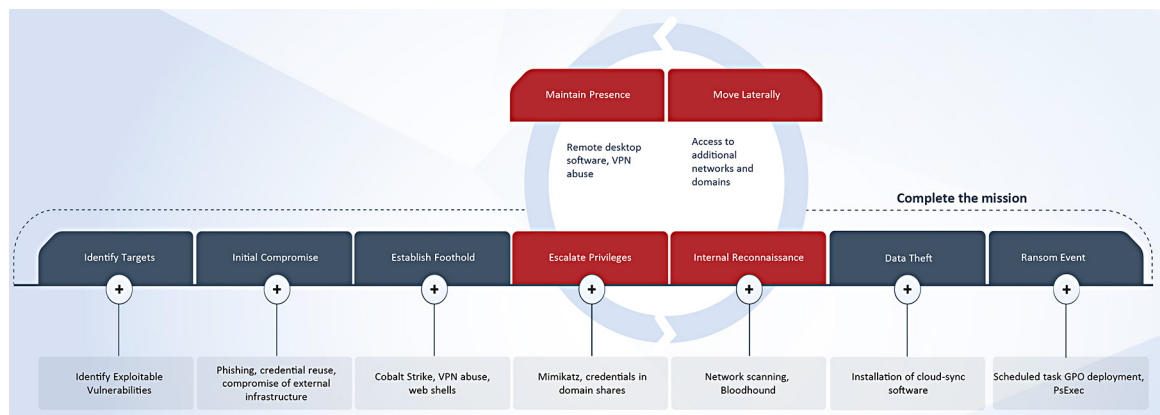 Maintain Presence
Move Laterally
Remote desktop
software, VPN
abuse
Access to
additional
networks and
domains
Complete the mission
Identify Targets
Initial Compromise
Establish Foothold
Escalate Privileges
Internal Reconnaissance
Data Theft
Ransom Event
Identify Exploitable
Vulnerabilities
Phishing, credential reuse,
compromise of external
infrastructure
Cobalt Strike, VPN abuse,
web shells
Mimikatz, credentials in
domain shares
Network scanning,
Bloodhound
Installation of cloud-sync
software
Scheduled task GPO deployment,
PsExec